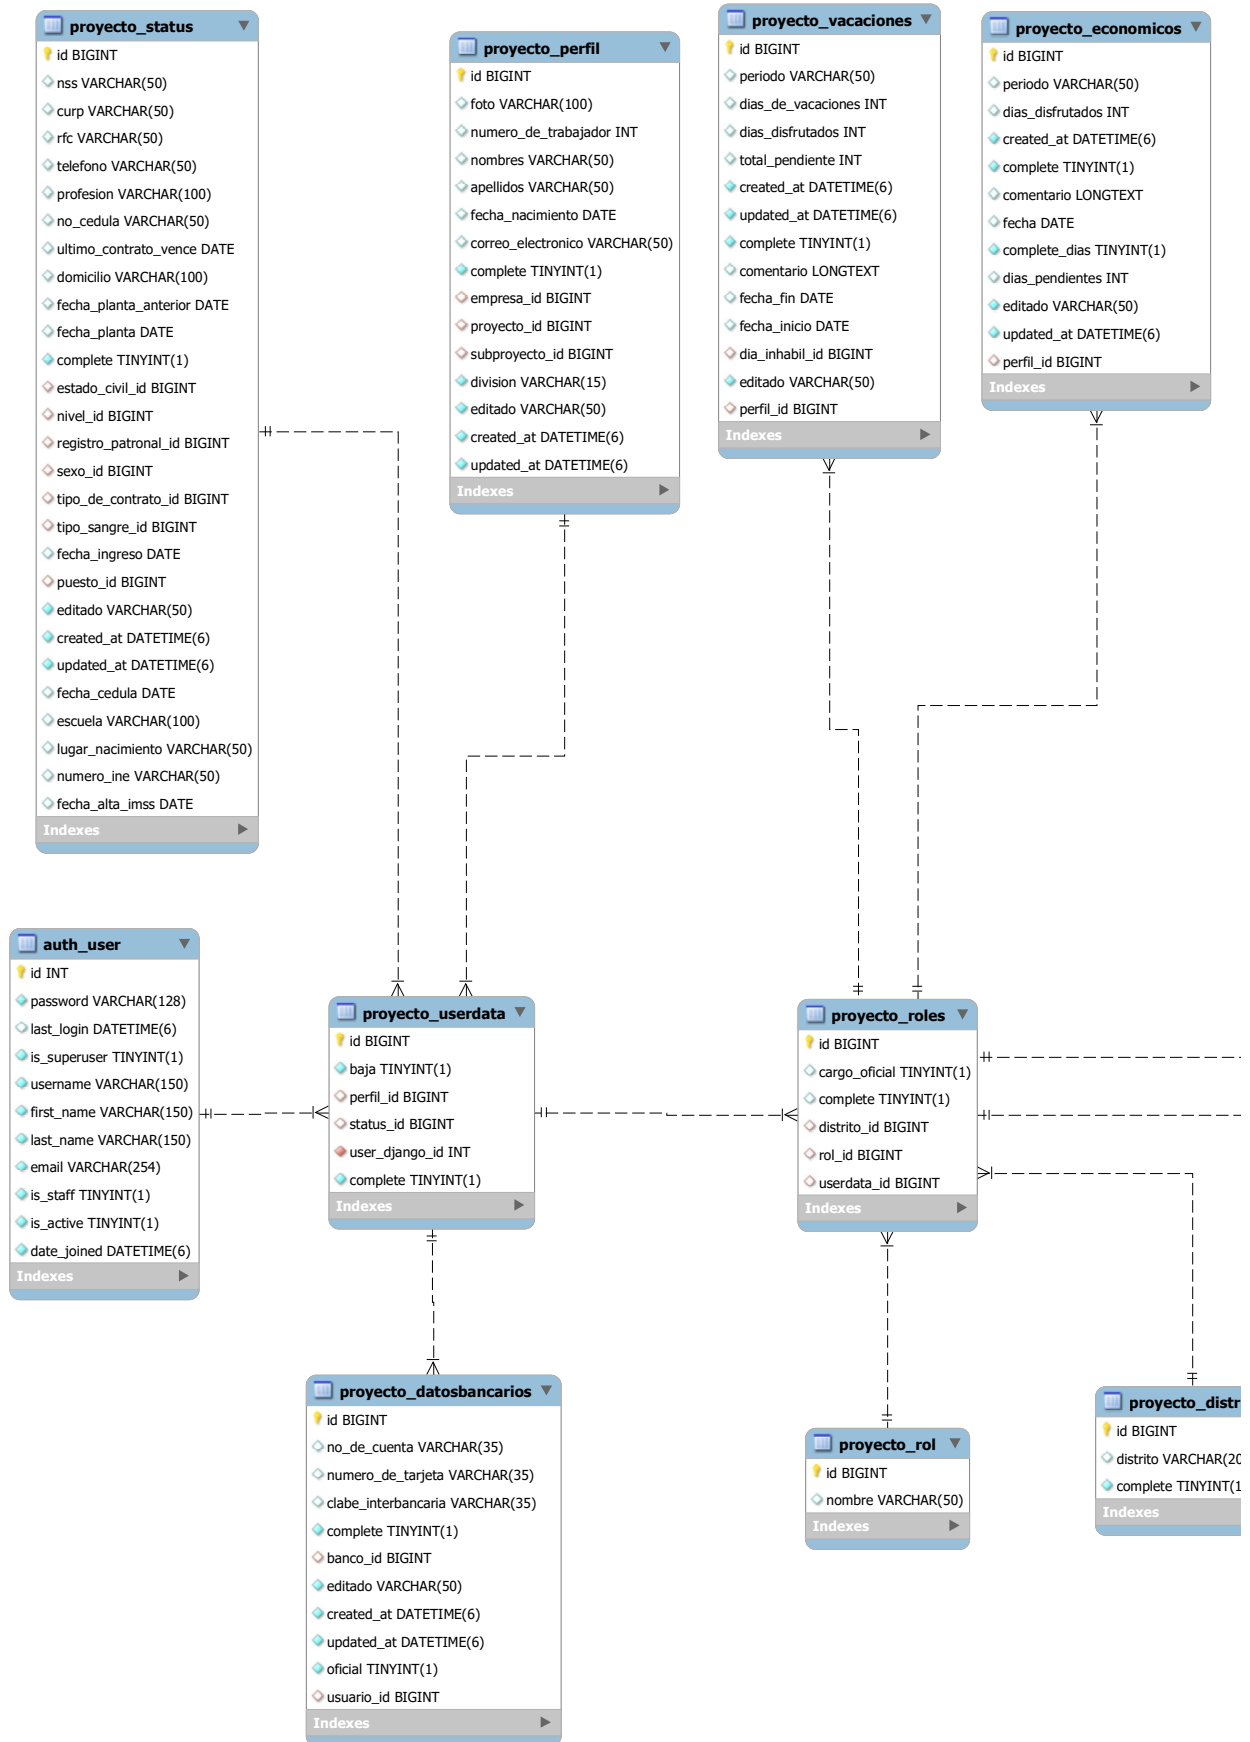 proyecto_status
id BIGINT
nss VARCHAR(50)
curp VARCHAR(50)
rfc VARCHAR(50)
telefono VARCHAR(50)
profesion VARCHAR(100)
no_cedula VARCHAR(50)
ultimo_contrato_vence DATE
domicilio VARCHAR(100)
fecha_planta_anterior DATE
fecha_planta DATE
complete TINYINT(1)
estado_civil_id BIGINT
nivel_id BIGINT
registro_patronal_id BIGINT
sexo_id BIGINT
tipo_de_contrato_id BIGINT
tipo_sangre_id BIGINT
fecha_ingreso DATE
puesto_id BIGINT
editado VARCHAR(50)
created_at DATETIME(6)
updated_at DATETIME(6)
fecha_cedula DATE
escuela VARCHAR(100)
lugar_nacimiento VARCHAR(50)
numero_ine VARCHAR(50)
fecha_alta_imss DATE
Indexes
proyecto_perfil
id BIGINT
foto VARCHAR(100)
numero_de_trabajador INT
nombres VARCHAR(50)
apellidos VARCHAR(50)
fecha_nacimiento DATE
correo_electronico VARCHAR(50)
complete TINYINT(1)
empresa_id BIGINT
proyecto_id BIGINT
subproyecto_id BIGINT
division VARCHAR(15)
editado VARCHAR(50)
created_at DATETIME(6)
updated_at DATETIME(6)
Indexes
proyecto_vacaciones
id BIGINT
periodo VARCHAR(50)
dias_de_vacaciones INT
dias_disfrutados INT
total_pendiente INT
created_at DATETIME(6)
updated_at DATETIME(6)
complete TINYINT(1)
comentario LONGTEXT
fecha_fin DATE
fecha_inicio DATE
dia_inhabil_id BIGINT
editado VARCHAR(50)
perfil_id BIGINT
Indexes
proyecto_economicos
id BIGINT
periodo VARCHAR(50)
dias_disfrutados INT
created_at DATETIME(6)
complete TINYINT(1)
comentario LONGTEXT
fecha DATE
complete_dias TINYINT(1)
dias_pendientes INT
editado VARCHAR(50)
updated_at DATETIME(6)
perfil_id BIGINT
Indexes
auth_user
id INT
password VARCHAR(128)
last_login DATETIME(6)
is_superuser TINYINT(1)
username VARCHAR(150)
first_name VARCHAR(150)
last_name VARCHAR(150)
email VARCHAR(254)
is_staff TINYINT(1)
is_active TINYINT(1)
date_joined DATETIME(6)
Indexes
proyecto_userdata
id BIGINT
baja TINYINT(1)
perfil_id BIGINT
status_id BIGINT
user_django_id INT
complete TINYINT(1)
Indexes
proyecto_roles
id BIGINT
cargo_oficial TINYINT(1)
complete TINYINT(1)
distrito_id BIGINT
rol_id BIGINT
userdata_id BIGINT
Indexes
proyecto_datosbancarios
id BIGINT
no_de_cuenta VARCHAR(35)
numero_de_tarjeta VARCHAR(35)
clabe_interbancaria VARCHAR(35)
complete TINYINT(1)
banco_id BIGINT
editado VARCHAR(50)
created_at DATETIME(6)
updated_at DATETIME(6)
oficial TINYINT(1)
usuario_id BIGINT
Indexes
proyecto_rol
id BIGINT
nombre VARCHAR(50)
Indexes
proyecto_distr
id BIGINT
distrito VARCHAR(20
complete TINYINT(1
Indexes